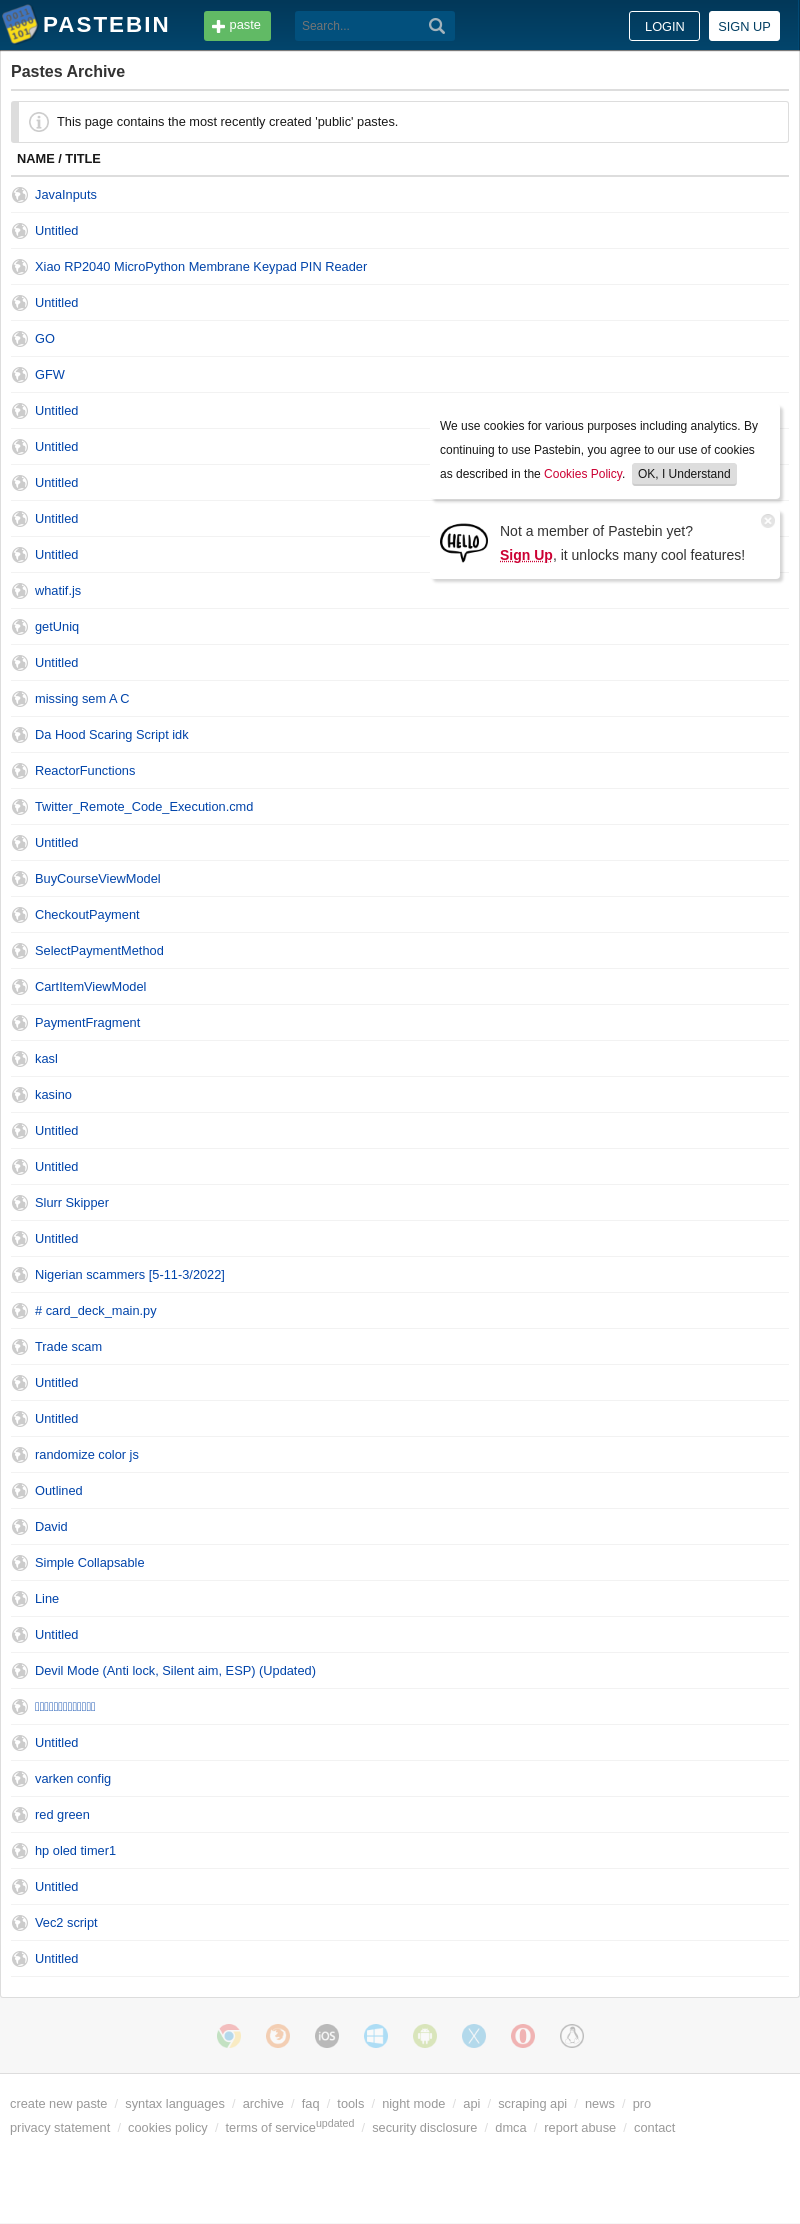 PASTEBIN
paste
Search...
LOGIN
SIGN UP
Pastes Archive
This page contains the most recently created 'public' pastes.
NAME / TITLE
JavaInputs
Untitled
Xiao RP2040 MicroPython Membrane Keypad PIN Reader
Untitled
GO
GFW
Untitled
Untitled
Untitled
Untitled
Untitled
We use cookies for various purposes including analytics. By
continuing to use Pastebin, you agree to our use of cookies
as described in the Cookies Policy. OK, I Understand
HELLO
Not a member of Pastebin yet?
Sign Up, it unlocks many cool features!
whatif.js
getUniq
Untitled
missing sem A C
Da Hood Scaring Script idk
ReactorFunctions
Twitter_Remote_Code_Execution.cmd
Untitled
BuyCourseViewModel
CheckoutPayment
SelectPaymentMethod
CartItemViewModel
PaymentFragment
kasl
kasino
Untitled
Untitled
Slurr Skipper
Untitled
Nigerian scammers [5-11-3/2022]
# card_deck_main.py
Trade scam
Untitled
Untitled
randomize color js
Outlined
David
Simple Collapsable
Line
Untitled
Devil Mode (Anti lock, Silent aim, ESP) (Updated)
Untitled
varken config
red green
hp oled timer1
Untitled
Vec2 script
Untitled
iOS
create new paste / syntax languages / archive / faq / tools / night mode / api / scraping api / news / pro
privacy statement / cookies policy / terms of service updated / security disclosure / dmca / report abuse / contact